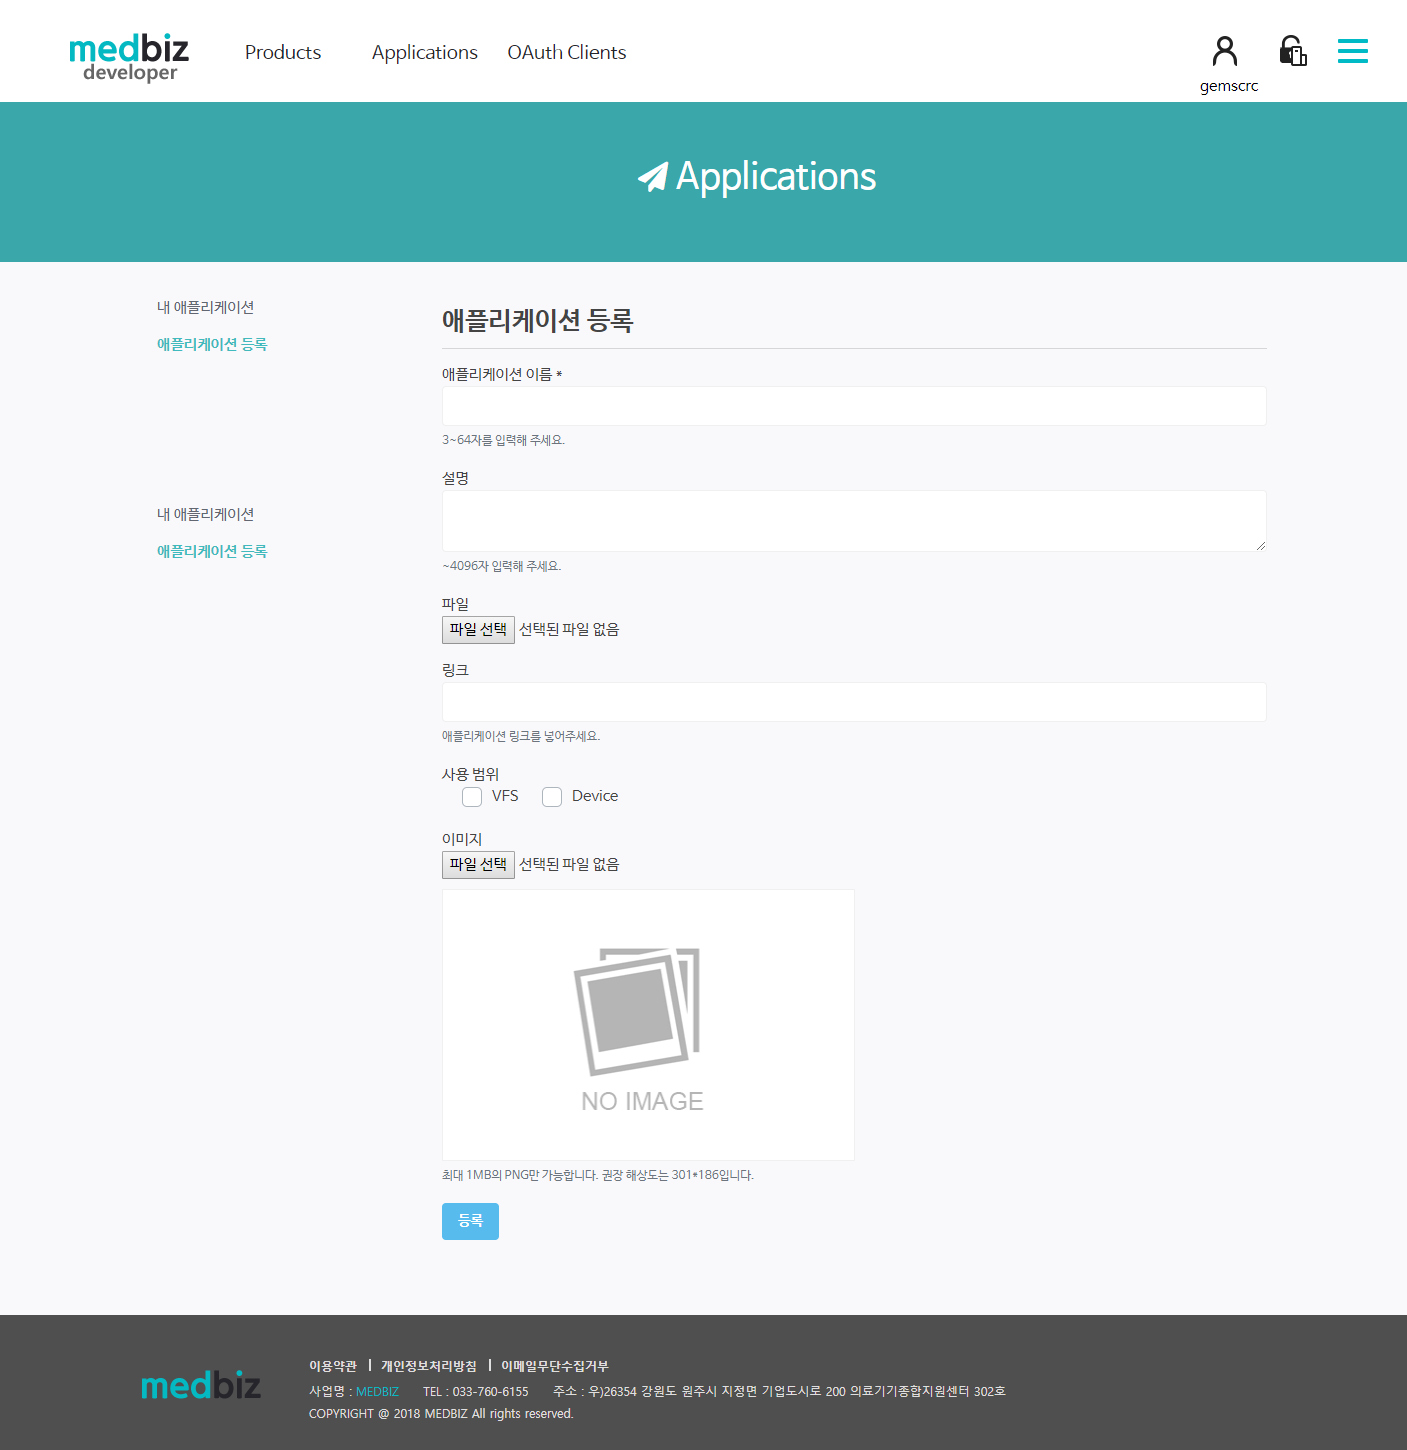 medbiz
developer
Products Applications OAuth Clients
gemscrc
Applications
내 애플리케이션
애플리케이션 등록
내 애플리케이션
애플리케이션 등록
애플리케이션 등록
애플리케이션 이름 *
3~64자를 입력해 주세요.
설명
~4096자 입력해 주세요.
파일
파일 선택 선택된 파일 없음
링크
애플리케이션 링크를 넣어주세요.
사용 범위
VFS Device
이미지
파일 선택 선택된 파일 없음
NO IMAGE
최대 1MB의 PNG만 가능합니다. 권장 해상도는 301*186입니다.
등록
medbiz
이용약관 | 개인정보처리방침 | 이메일무단수집거부
사업명 : MEDBIZ TEL : 033-760-6155 주소 : 우)26354 강원도 원주시 지정면 기업도시로 200 의료기기종합지원센터 302호
COPYRIGHT @ 2018 MEDBIZ All rights reserved.